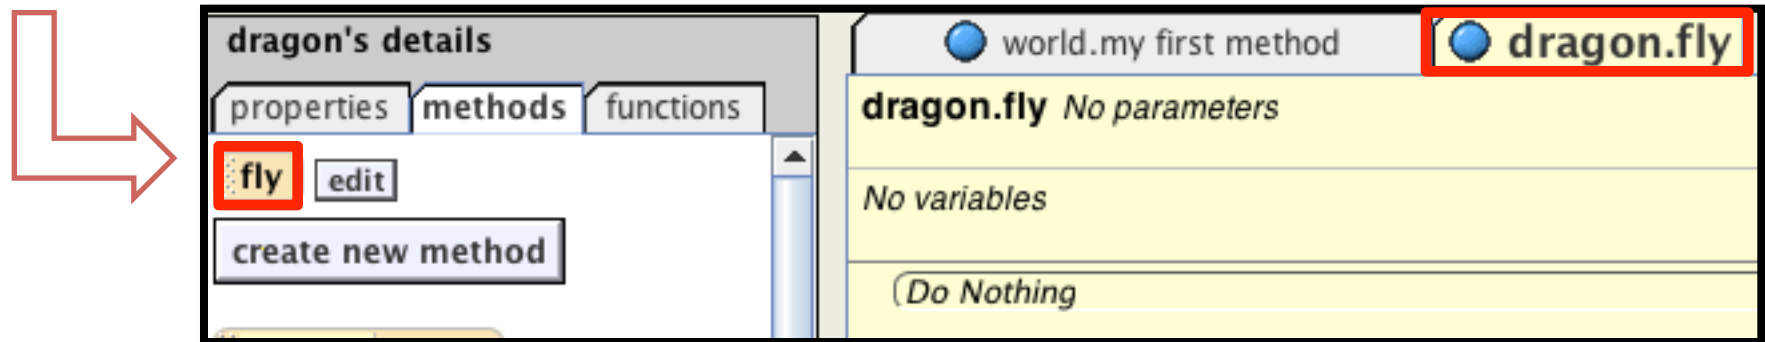 dragon's details
properties methods functions
fly edit
create new method
world.my first method dragon.fly
dragon.fly No parameters
No variables
Do Nothing